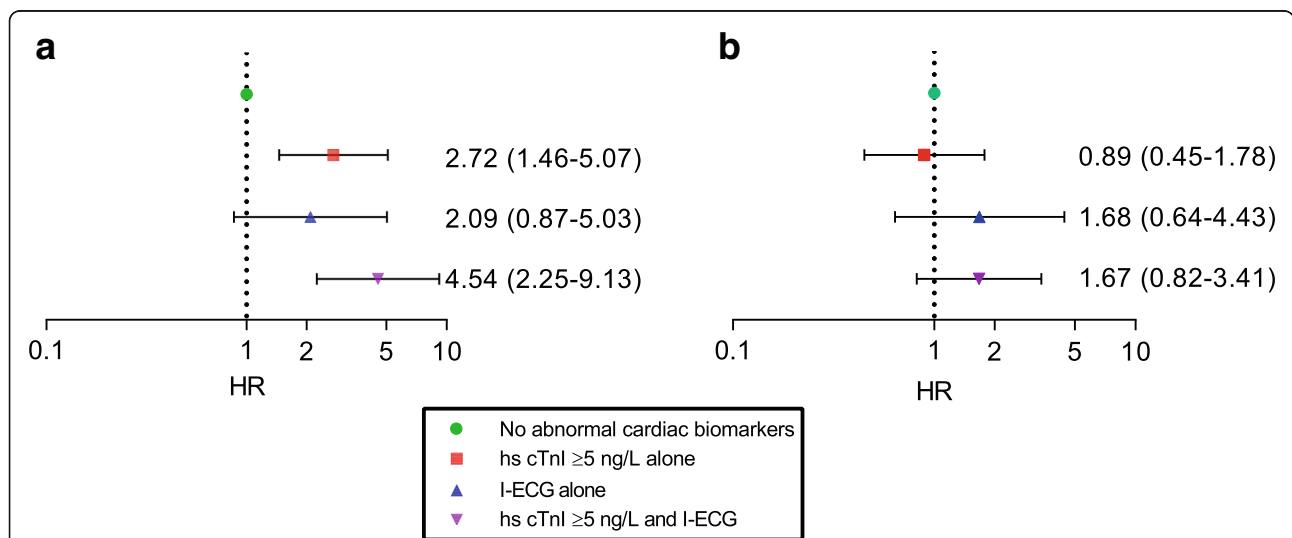 a
2.72 (1.46-5.07)
2.09 (0.87-5.03)
4.54 (2.25-9.13)
0.1 1 2 5 10
HR
b
0.89 (0.45-1.78)
1.68 (0.64-4.43)
1.67 (0.82-3.41)
0.1 1 2 5 10
HR
No abnormal cardiac biomarkers
hs cTnI ≥5 ng/L alone
I-ECG alone
hs cTnI ≥5 ng/L and I-ECG